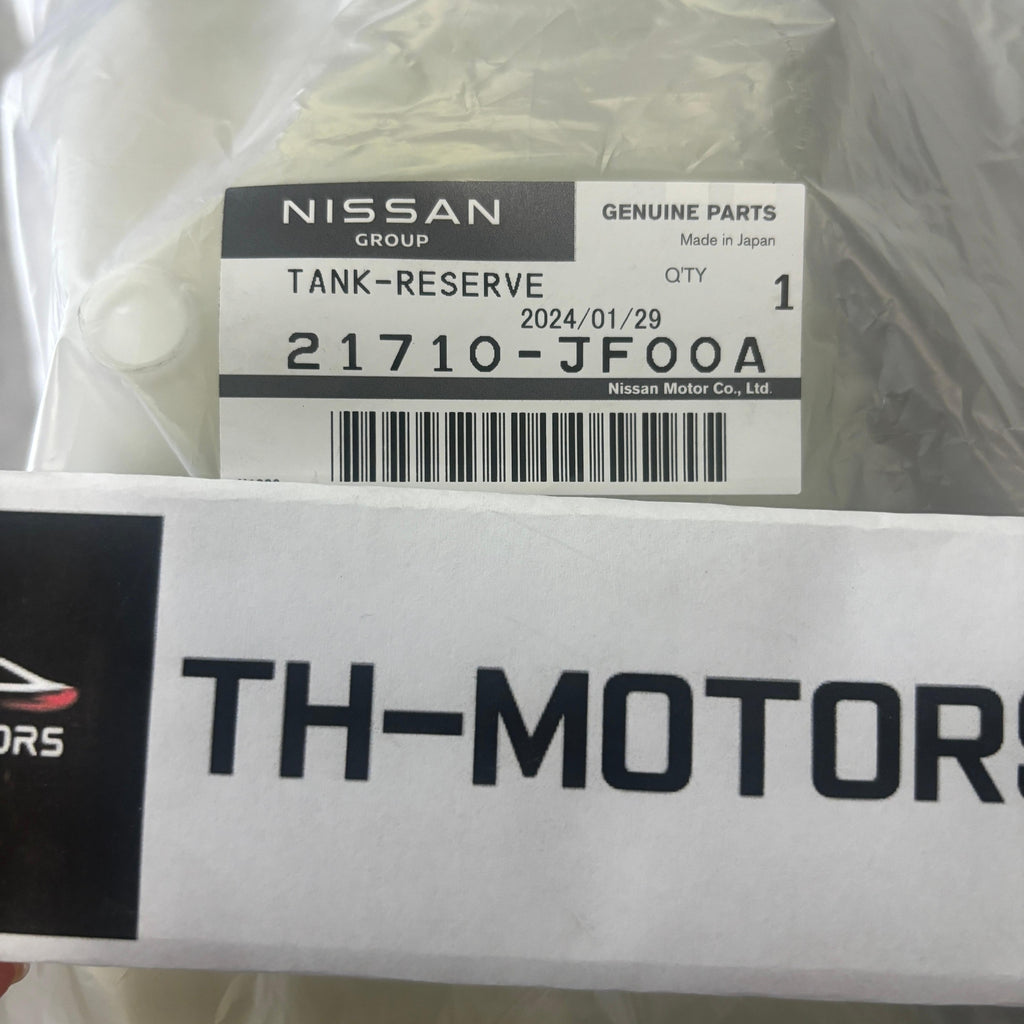 NISSAN
GROUP
GENUINE PARTS
Made in Japan
TANK-RESERVE
Q'TY
1
2024/01/29
21710-JF00A
Nissan Motor Co., Ltd.
TH-MOTORS
ORS